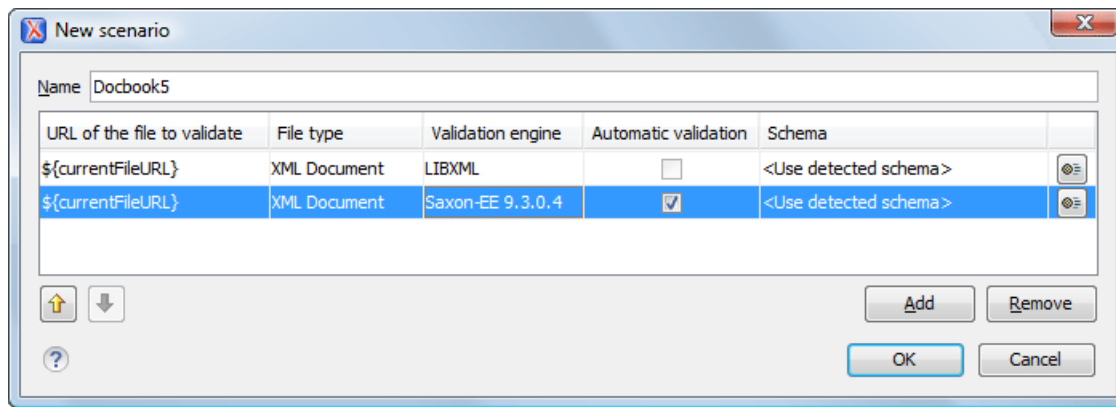 New scenario
Name Docbook5
URL of the file to validate File type Validation engine Automatic validation Schema
${currentFileURL} XML Document LIBXML <Use detected schema>
${currentFileURL} XML Document Saxon-EE 9.3.0.4 <Use detected schema>
Add Remove
? OK Cancel